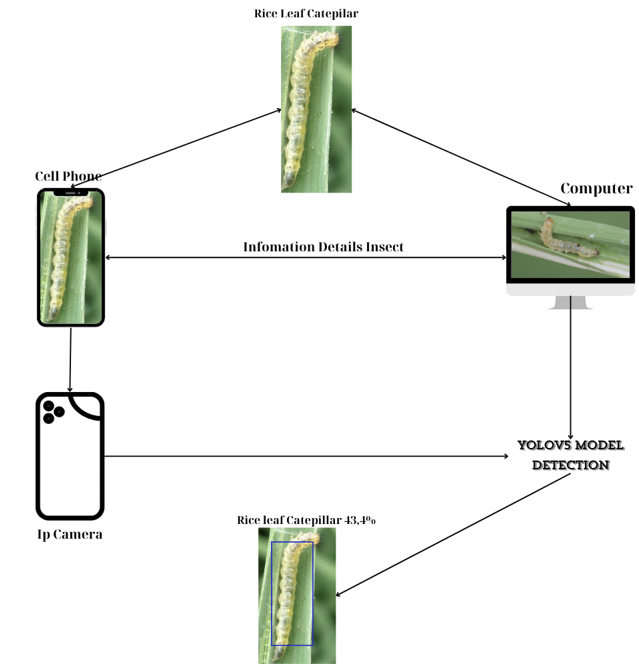 Rice Leaf Catepilar
Cell Phone
Computer
Infomation Details Insect
YOLOV5 MODEL
DETECTION
Ip Camera
Rice leaf Catepillar 43,4%